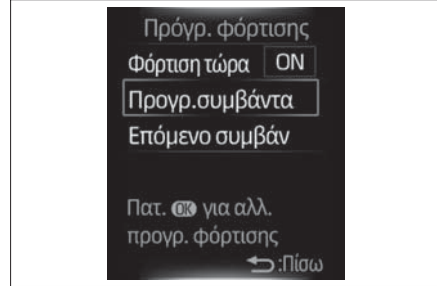 Πρόγρ. φόρτισης
Φόρτιση τώρα ON
Προγρ.συμβάντα
Επόμενο συμβάν
Πατ. OK για αλλ.
προγρ. φόρτισης
:Πίσω